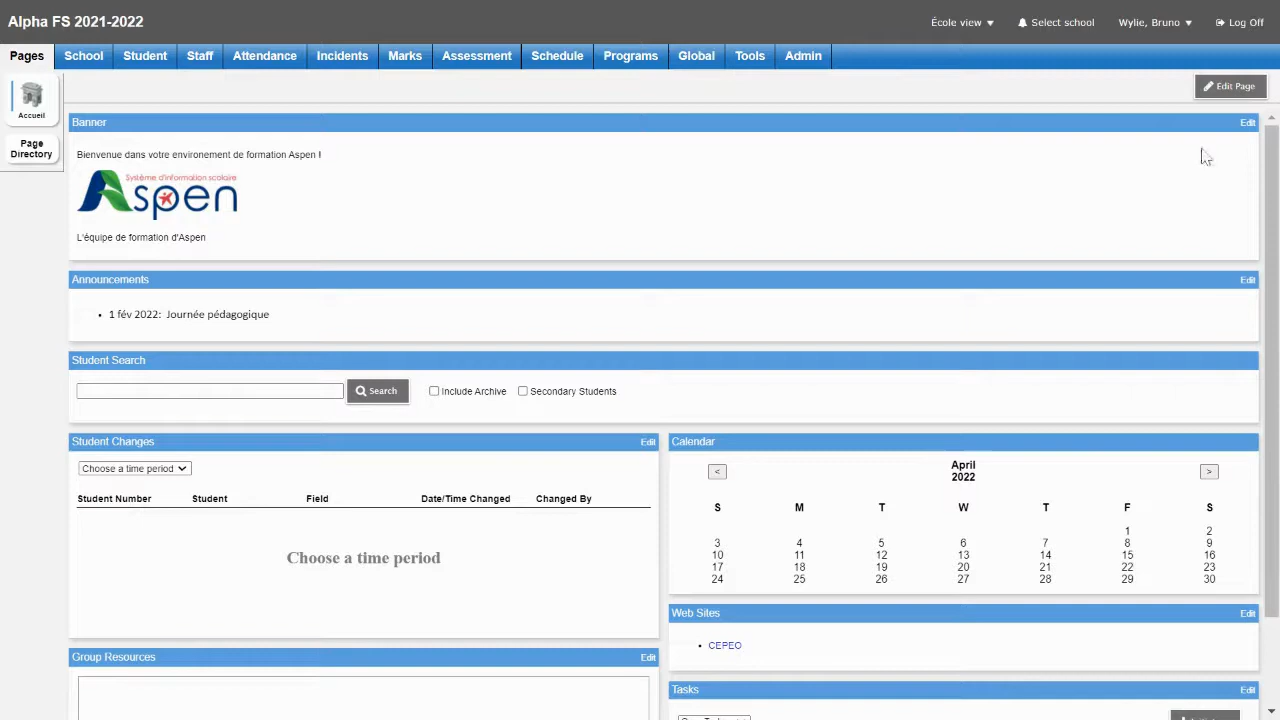 Alpha FS 2021-2022
École view
Select school
Wylie, Bruno
Log Off
Pages School Student Staff Attendance Incidents Marks Assessment Schedule Programs Global Tools Admin
Accueil
Page
Directory
Edit Page
Banner Edit
Bienvenue dans votre environement de formation Aspen !
Système d'information scolaire
Aspen
L'équipe de formation d'Aspen
Announcements Edit
• 1 fév 2022: Journée pédagogique
Student Search
Search Include Archive Secondary Students
Student Changes Edit
Choose a time period
Student Number Student Field Date/Time Changed Changed By
Choose a time period
Calendar
< April >
2022
S M T W T F S
1 2
3 4 5 6 7 8 9
10 11 12 13 14 15 16
17 18 19 20 21 22 23
24 25 26 27 28 29 30
Web Sites Edit
• CEPEO
Group Resources Edit
Tasks Edit